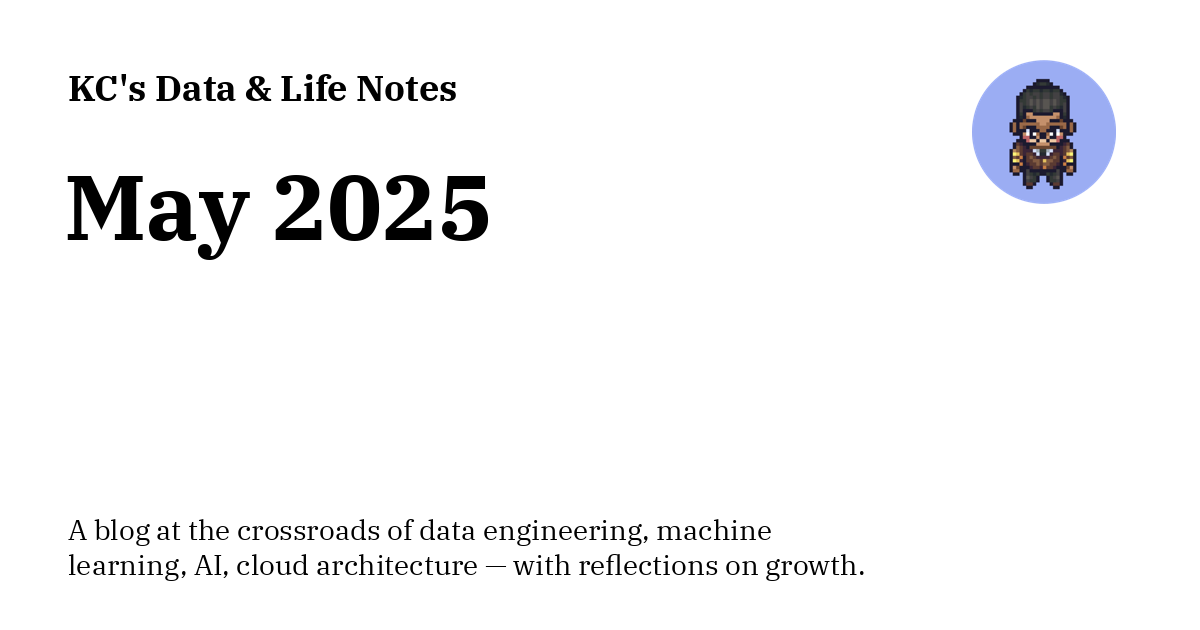 KC's Data & Life Notes
May 2025
A blog at the crossroads of data engineering, machine
learning, AI, cloud architecture — with reflections on growth.